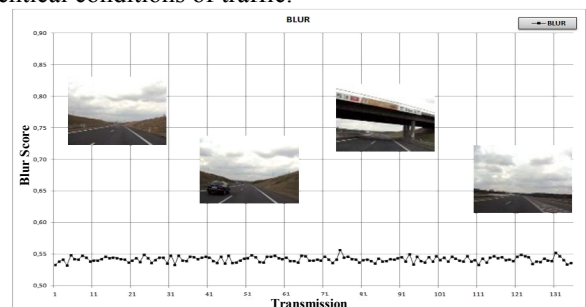 entical conditions of traffic.
BLUR
BLUR
0,90
0,85
0,80
0,75
0,70
0,65
0,60
0,55
0,50
Blur Score
1 11 21 31 41 51 61 71 81 91 101 111 121 131
Transmission